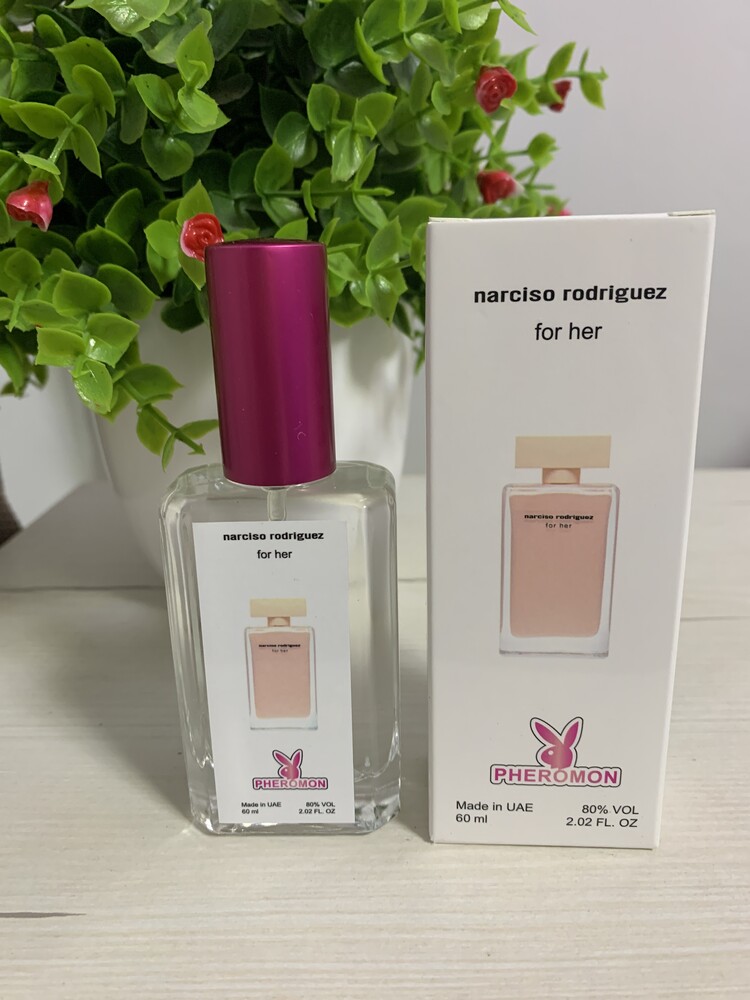 narciso rodriguez
for her
narciso rodriguez
for her
PHEROMON
Made in UAE 80% VOL
60 ml 2.02 FL. OZ
narciso rodriguez
for her
narciso rodriguez
for her
PHEROMON
Made in UAE 80% VOL
60 ml 2.02 FL. OZ